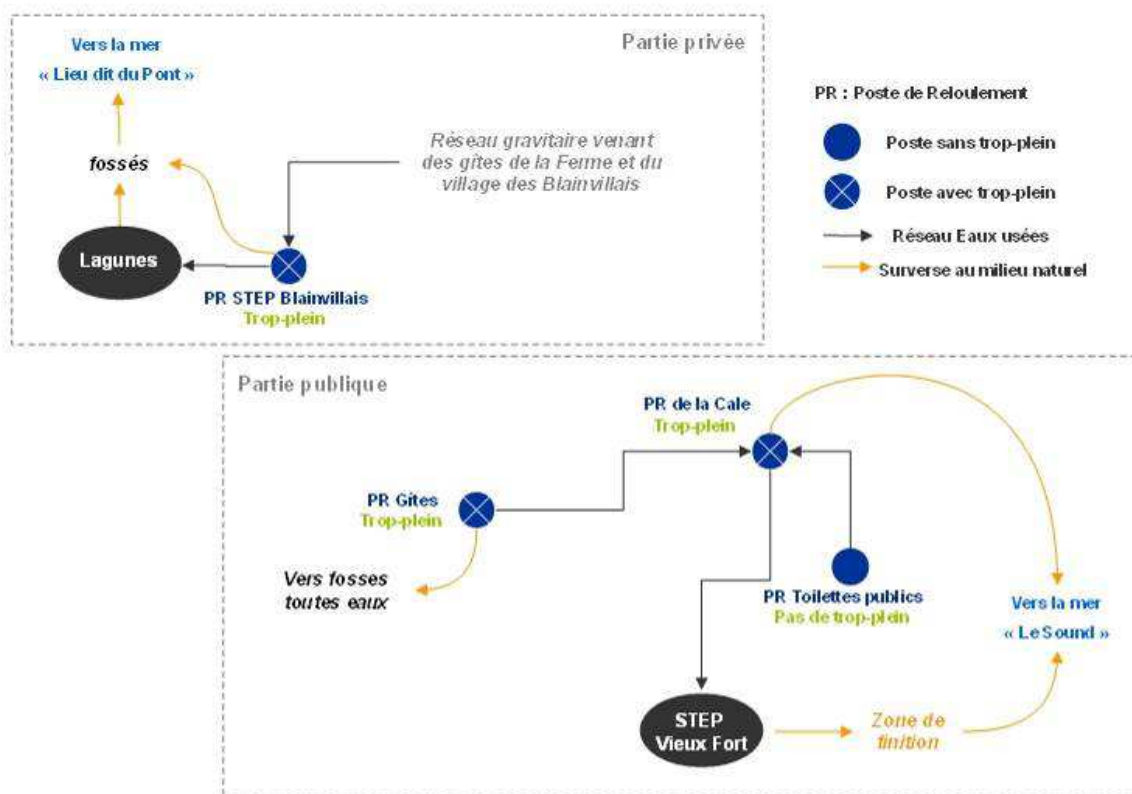 Partie privée
Vers la mer
« Lieu dit du Pont »
fossés
Réseau gravitaire venant
des gîtes de la Ferme et du
village des Blainvillais
Lagunes
PR STEP Blainvillais
Trop-plein
PR : Poste de Reloulement
Poste sans trop-plein
Poste avec trop-plein
Réseau Eaux usées
Surverse au milieu naturel
Partie publique
PR de la Cale
Trop-plein
PR Gîtes
Trop-plein
Vers fosses
toutes eaux
PR Toilettes publics
Pas de trop-plein
Vers la mer
« Le Sound »
STEP
Vieux Fort
Zone de
finition